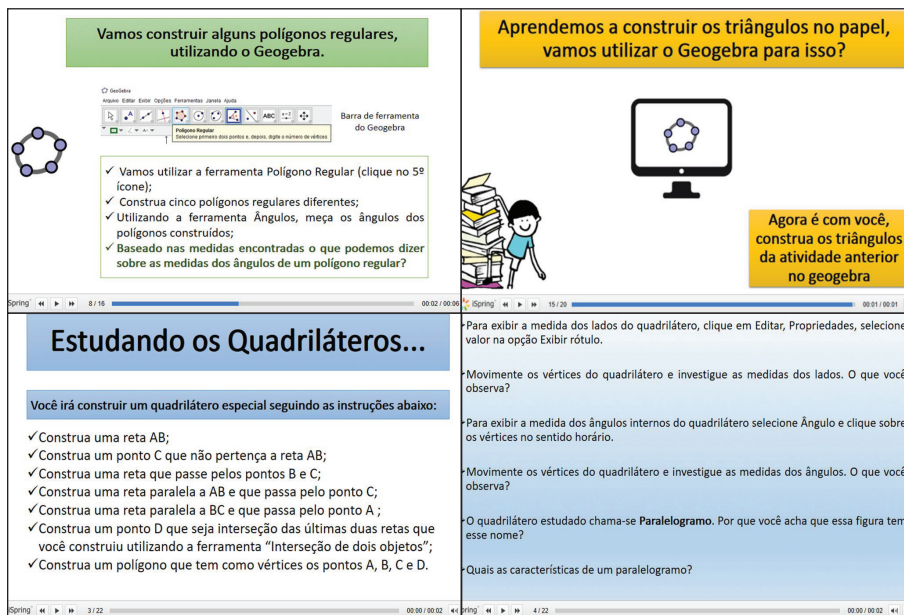 Vamos construir alguns polígonos regulares,
utilizando o Geogebra.
GeoGebra
Arquivo Editar Exibir Opções Ferramentas Janela Ajuda
ABC
Polígono Regular
Selecione primeiro dois pontos e, depois, digite o número de vértices
Barra de ferramenta
do Geogebra
✓ Vamos utilizar a ferramenta Polígono Regular (clique no 5º
ícone);
✓ Construa cinco polígonos regulares diferentes;
✓ Utilizando a ferramenta Ângulos, meça os ângulos dos
polígonos construídos;
✓ Baseado nas medidas encontradas o que podemos dizer
sobre as medidas dos ângulos de um polígono regular?
iSpring 8 / 16 00:02 / 00:06
Aprendemos a construir os triângulos no papel,
vamos utilizar o Geogebra para isso?
Agora é com você,
construa os triângulos
da atividade anterior
no geogebra
iSpring 15 / 20 00:01 / 00:01
Estudando os Quadriláteros...
Você irá construir um quadrilátero especial seguindo as instruções abaixo:
✓Construa uma reta AB;
✓Construa um ponto C que não pertença a reta AB;
✓Construa uma reta que passe pelos pontos B e C;
✓Construa uma reta paralela a AB e que passa pelo ponto C;
✓Construa uma reta paralela a BC e que passa pelo ponto A ;
✓Construa um ponto D que seja interseção das últimas duas retas que
você construiu utilizando a ferramenta “Interseção de dois objetos”;
✓Construa um polígono que tem como vértices os pontos A, B, C e D.
iSpring 3 / 22 00:00 / 00:02
Para exibir a medida dos lados do quadrilátero, clique em Editar, Propriedades, selecione
valor na opção Exibir rótulo.
Movimente os vértices do quadrilátero e investigue as medidas dos lados. O que você
observa?
Para exibir a medida dos ângulos internos do quadrilátero selecione Ângulo e clique sobre
os vértices no sentido horário.
Movimente os vértices do quadrilátero e investigue as medidas dos ângulos. O que você
observa?
O quadrilátero estudado chama-se Paralelogramo. Por que você acha que essa figura tem
esse nome?
Quais as características de um paralelogramo?
pring 4 / 22 00:00 / 00:02